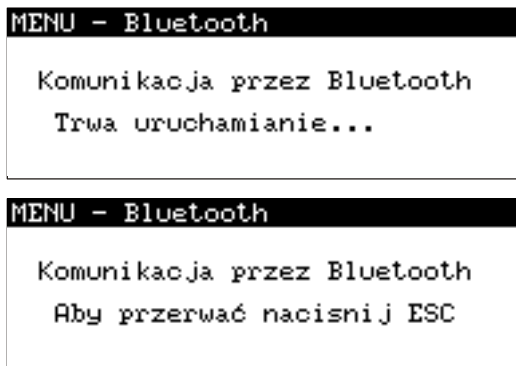 MENU - Bluetooth
Komunikacja przez Bluetooth
Trwa uruchamianie...
MENU - Bluetooth
Komunikacja przez Bluetooth
Aby przerwać nacisnij ESC